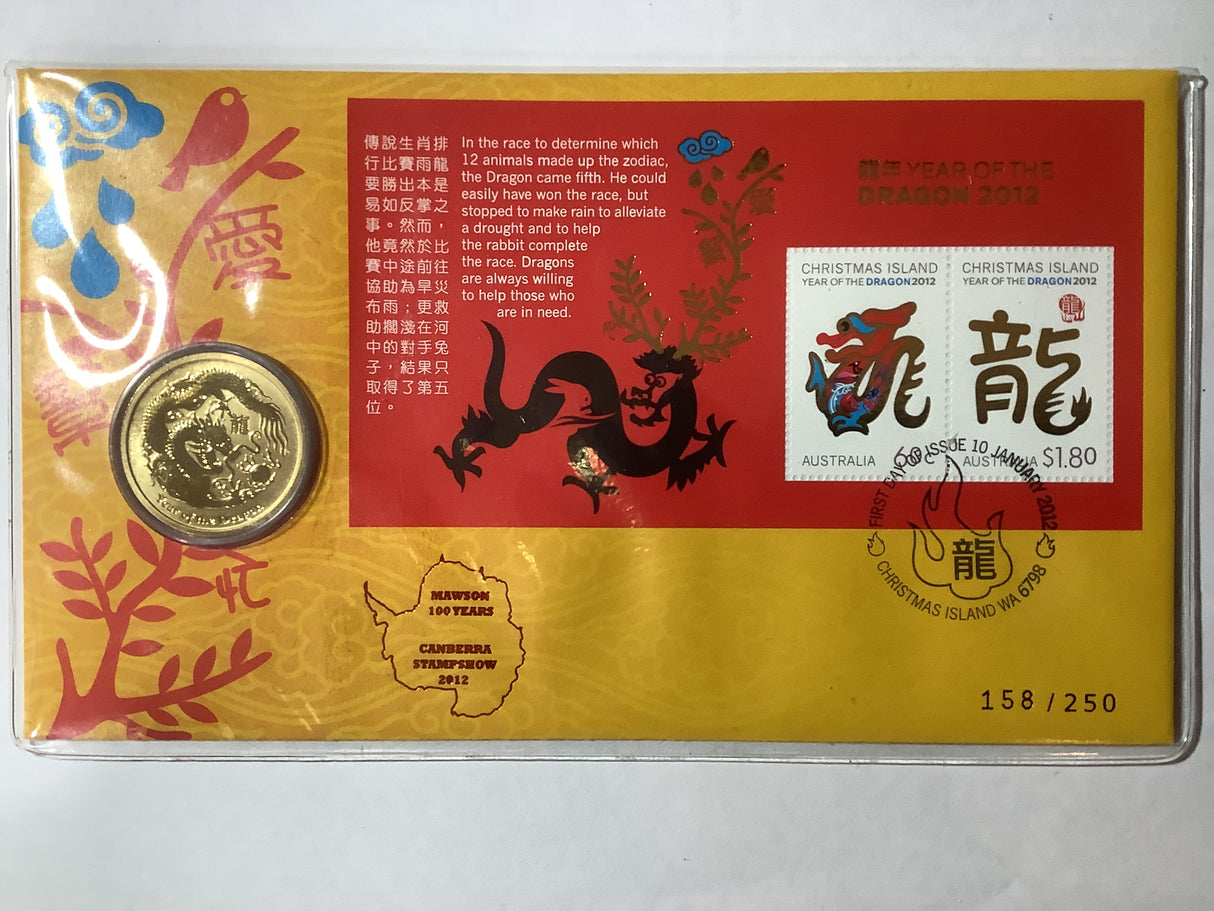 愛
傳說生肖排
行比賽雨龍
要勝出本是
易如反掌之
事。然而，
他竟然於比
賽中途前往
協助為旱災
布雨；更救
助擱淺在河
中的對手兔
子，結果只
取得了第五
位。
In the race to determine which
12 animals made up the zodiac,
the Dragon came fifth. He could
easily have won the race, but
stopped to make rain to alleviate
a drought and to help
the rabbit complete
the race. Dragons
are always willing
to help those who
are in need.
龍年 YEAR OF THE
DRAGON 2012
CHRISTMAS ISLAND
YEAR OF THE DRAGON 2012
AUSTRALIA 60c
CHRISTMAS ISLAND
YEAR OF THE DRAGON 2012
龍
龍
AUSTRALIA $1.80
龍
Year of the Dragon
FIRST DAY OF ISSUE 10 JANUARY 2012
龍
CHRISTMAS ISLAND WA 6798
MAWSON
100 YEARS
CANBERRA
STAMPSHOW
2012
158/250